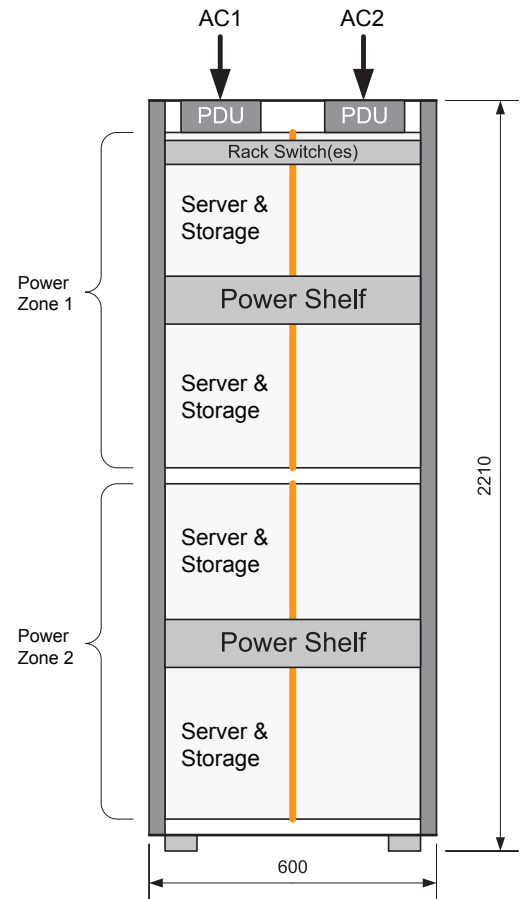 AC1
AC2
PDU
PDU
Rack Switch(es)
Server &
Storage
Power
Zone 1
Power Shelf
Server &
Storage
2210
Server &
Storage
Power
Zone 2
Power Shelf
Server &
Storage
600